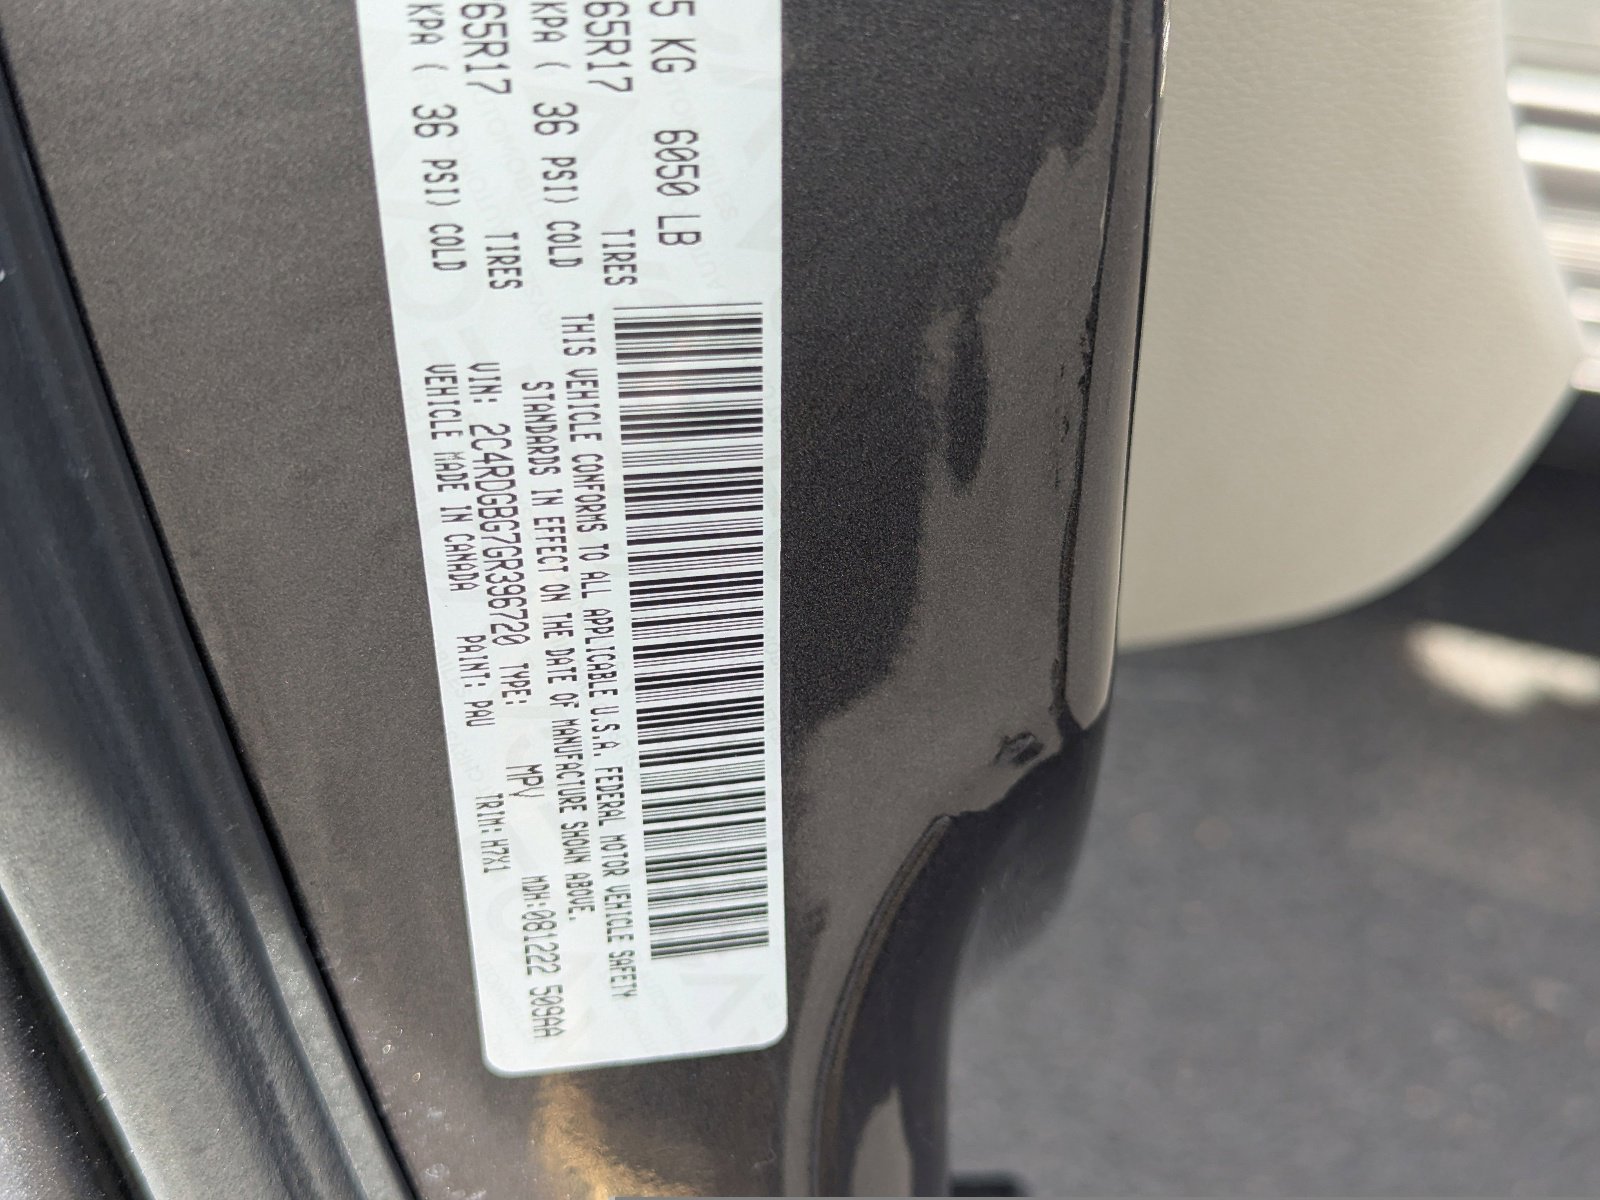 5 KG 6050 LB
TIRES
65R17
KPA ( 36 PSI) COLD
TIRES
65R17
KPA ( 36 PSI) COLD
THIS VEHICLE CONFORMS TO ALL APPLICABLE U.S.A. FEDERAL MOTOR VEHICLE SAFETY
STANDARDS IN EFFECT ON THE DATE OF MANUFACTURE SHOWN ABOVE.
VIN: 2C4RDGBG7GR396720 TYPE: MPV MDH:081222 509AA
VEHICLE MADE IN CANADA PAINT: PAU TRIM: H7X1